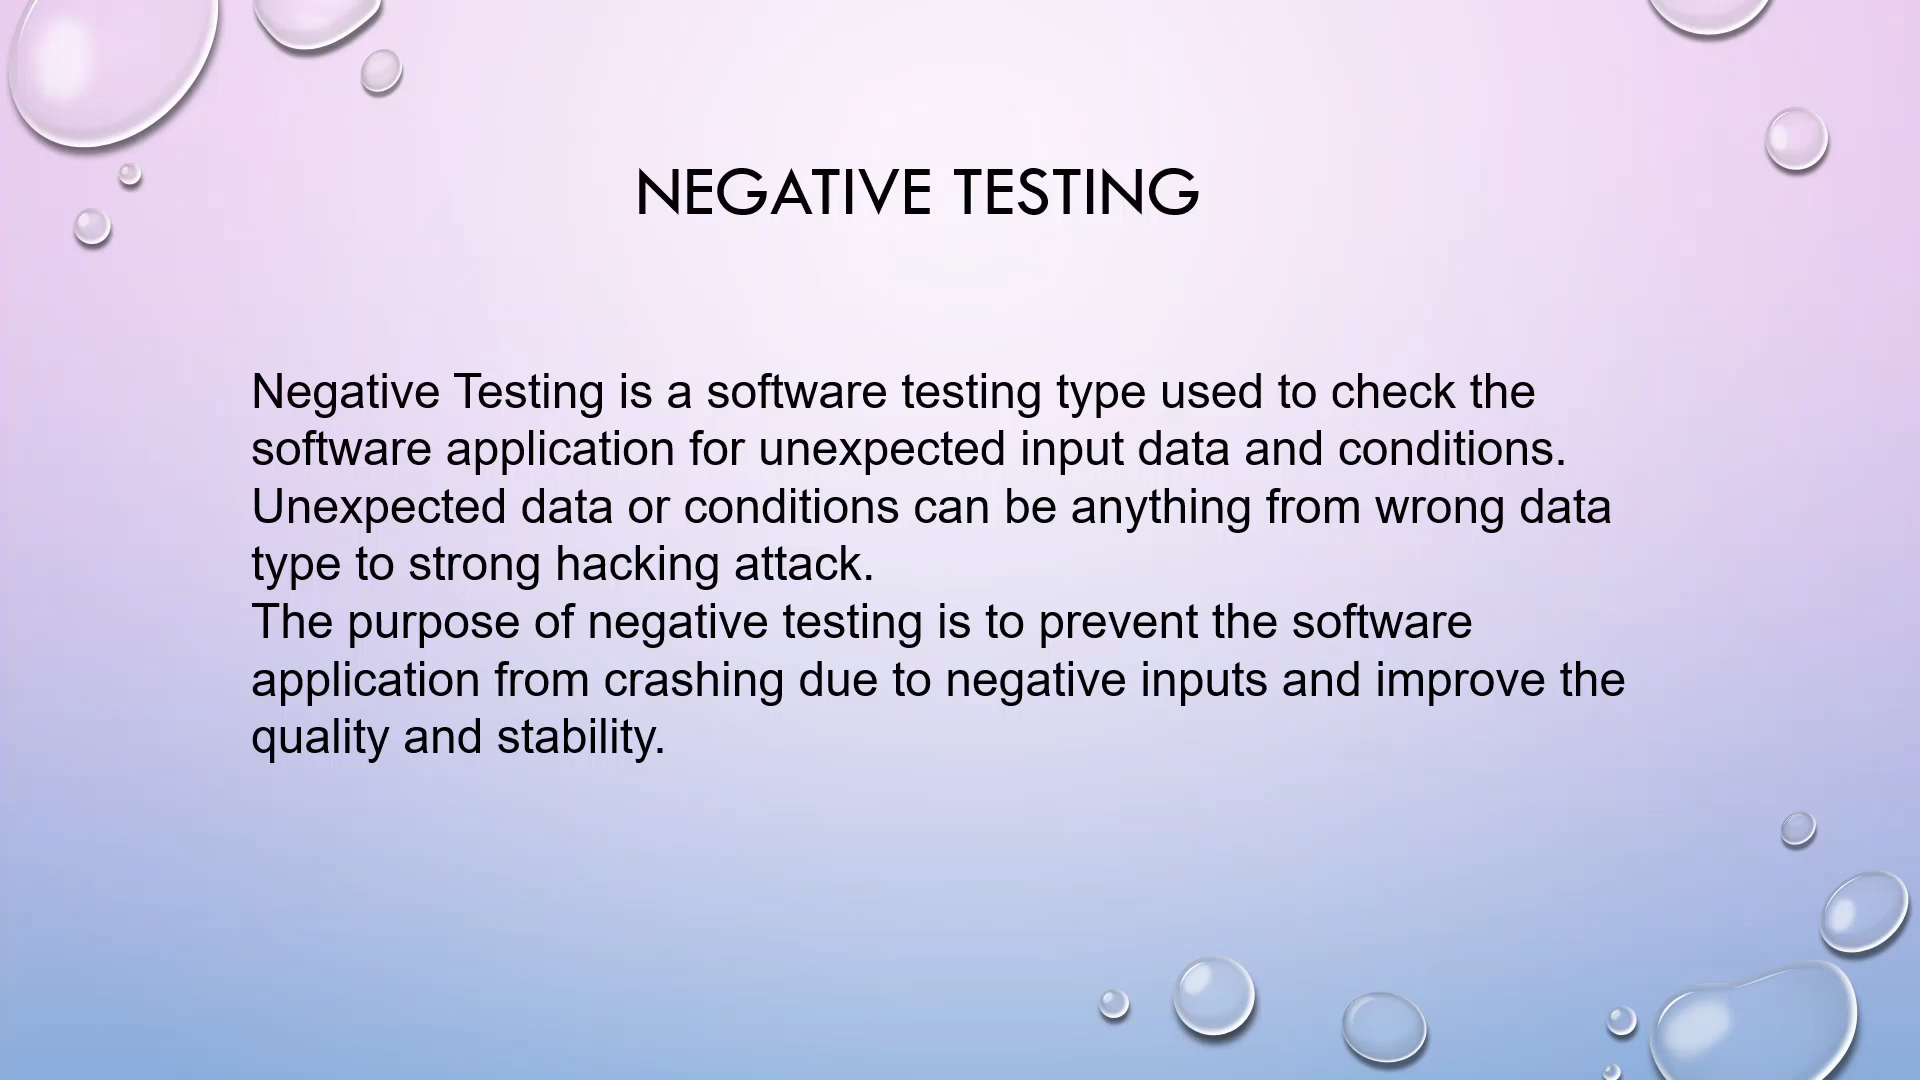 NEGATIVE TESTING
Negative Testing is a software testing type used to check the
software application for unexpected input data and conditions.
Unexpected data or conditions can be anything from wrong data
type to strong hacking attack.
The purpose of negative testing is to prevent the software
application from crashing due to negative inputs and improve the
quality and stability.